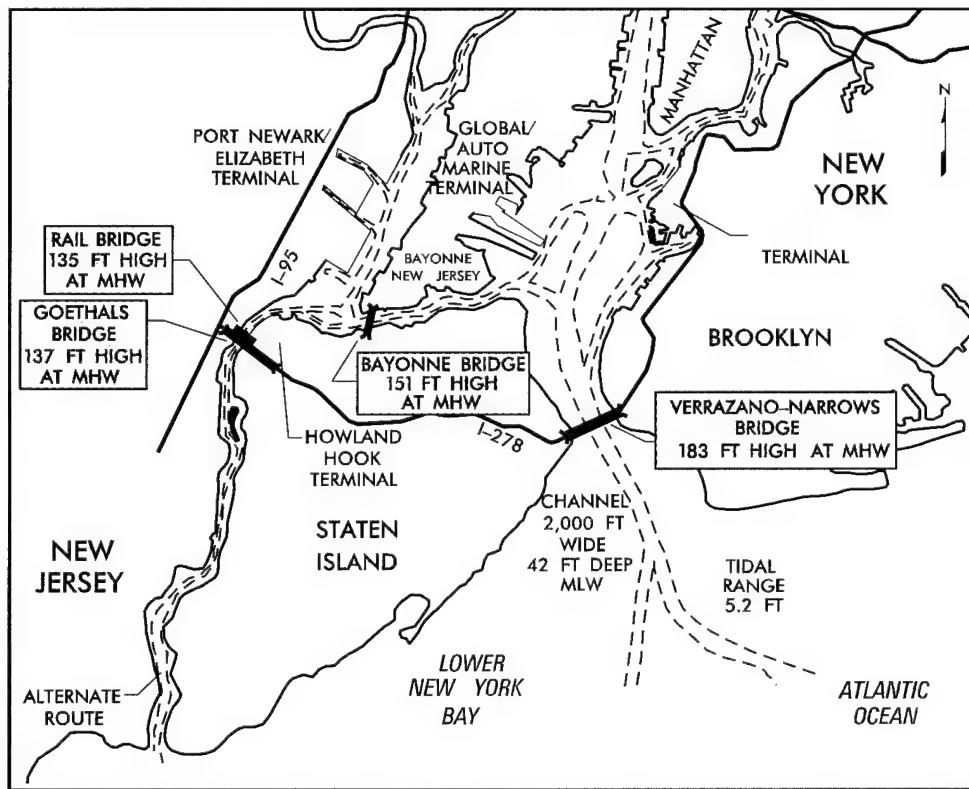 MANHATTAN
N
PORT NEWARK/
ELIZABETH
TERMINAL
GLOBAL/
AUTO
MARINE
TERMINAL
NEW
YORK
RAIL BRIDGE
135 FT HIGH
AT MHW
I-95
BAYONNE
NEW JERSEY
TERMINAL
GOETHALS
BRIDGE
137 FT HIGH
AT MHW
BROOKLYN
BAYONNE BRIDGE
151 FT HIGH
AT MHW
VERRAZANO-NARROWS
BRIDGE
183 FT HIGH AT MHW
I-278
HOWLAND
HOOK
TERMINAL
CHANNEL
2,000 FT
WIDE
42 FT DEEP
MLW
STATEN
ISLAND
NEW
JERSEY
TIDAL
RANGE
5.2 FT
LOWER
NEW YORK
BAY
ALTERNATE
ROUTE
ATLANTIC
OCEAN